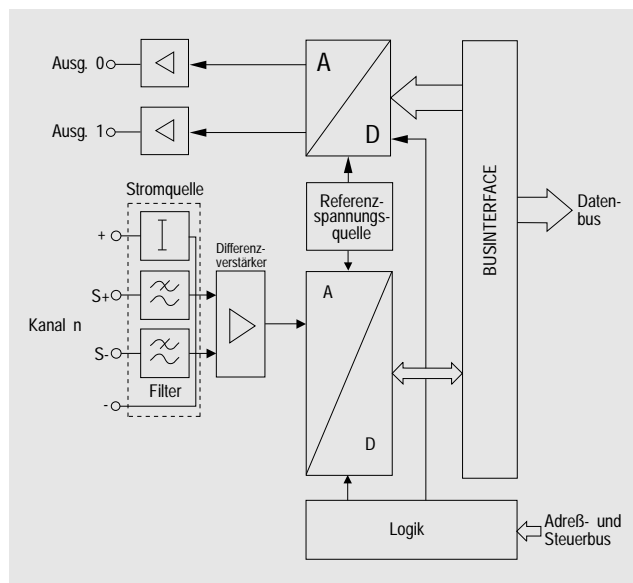 Ausg. 0
A
D
Ausg. 1
Stromquelle
+
I
Referenz-
spannungs-
quelle
BUSINTERFACE
Daten-
bus
Differenz-
verstärker
S+
Kanal n
S-
Filter
-
A
D
Logik
Adreß- und
Steuerbus